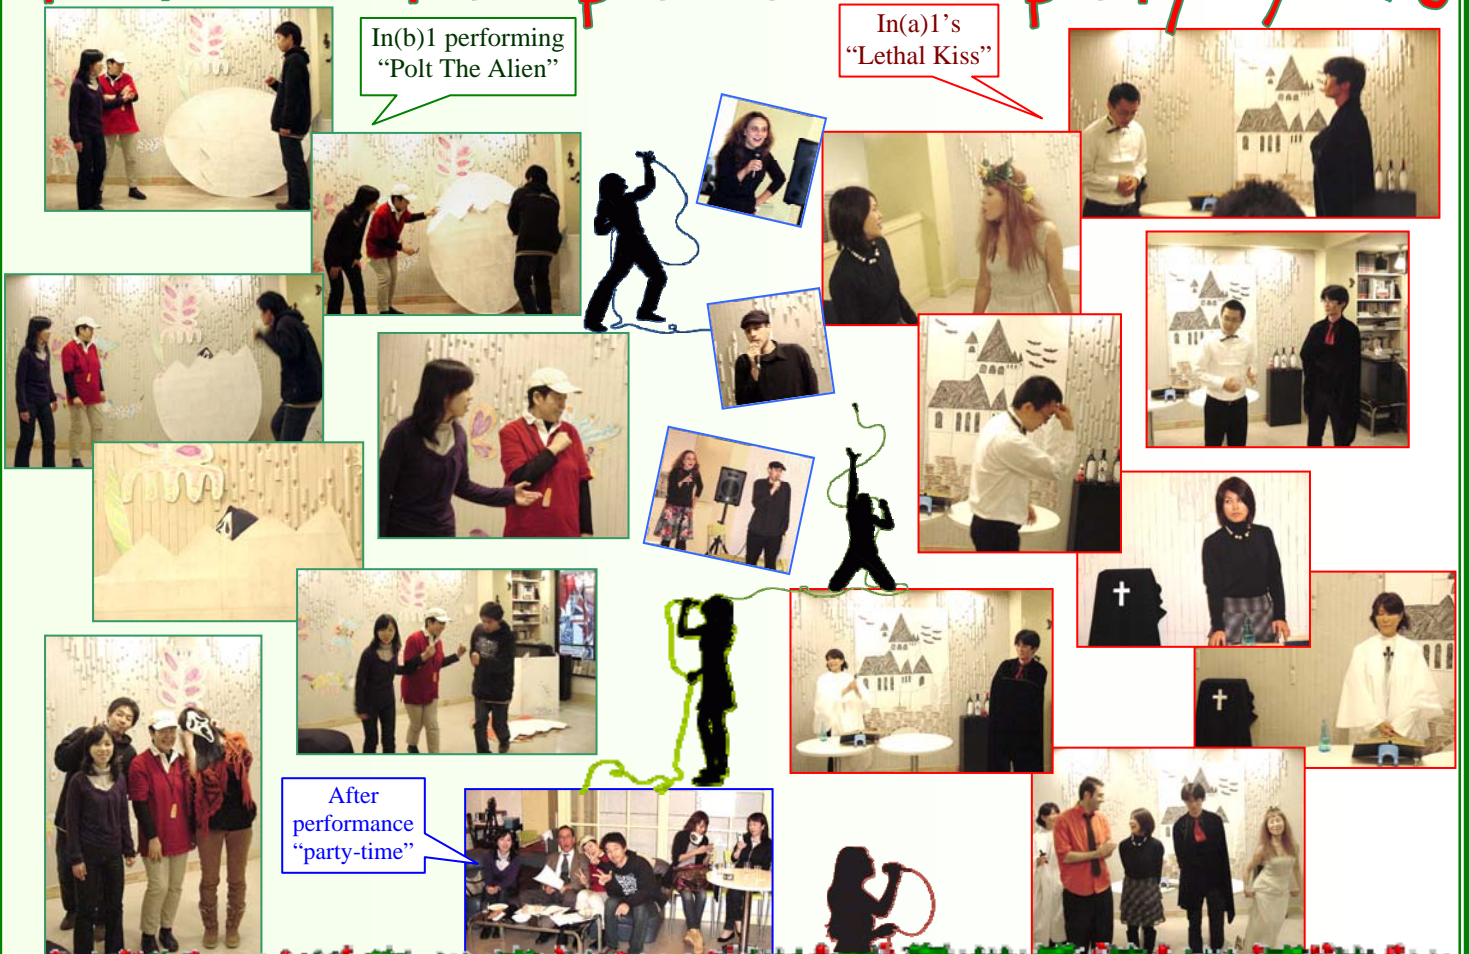 In(b)1 performing
“Polt The Alien”
In(a)1’s
“Lethal Kiss”
After
performance
“party-time”